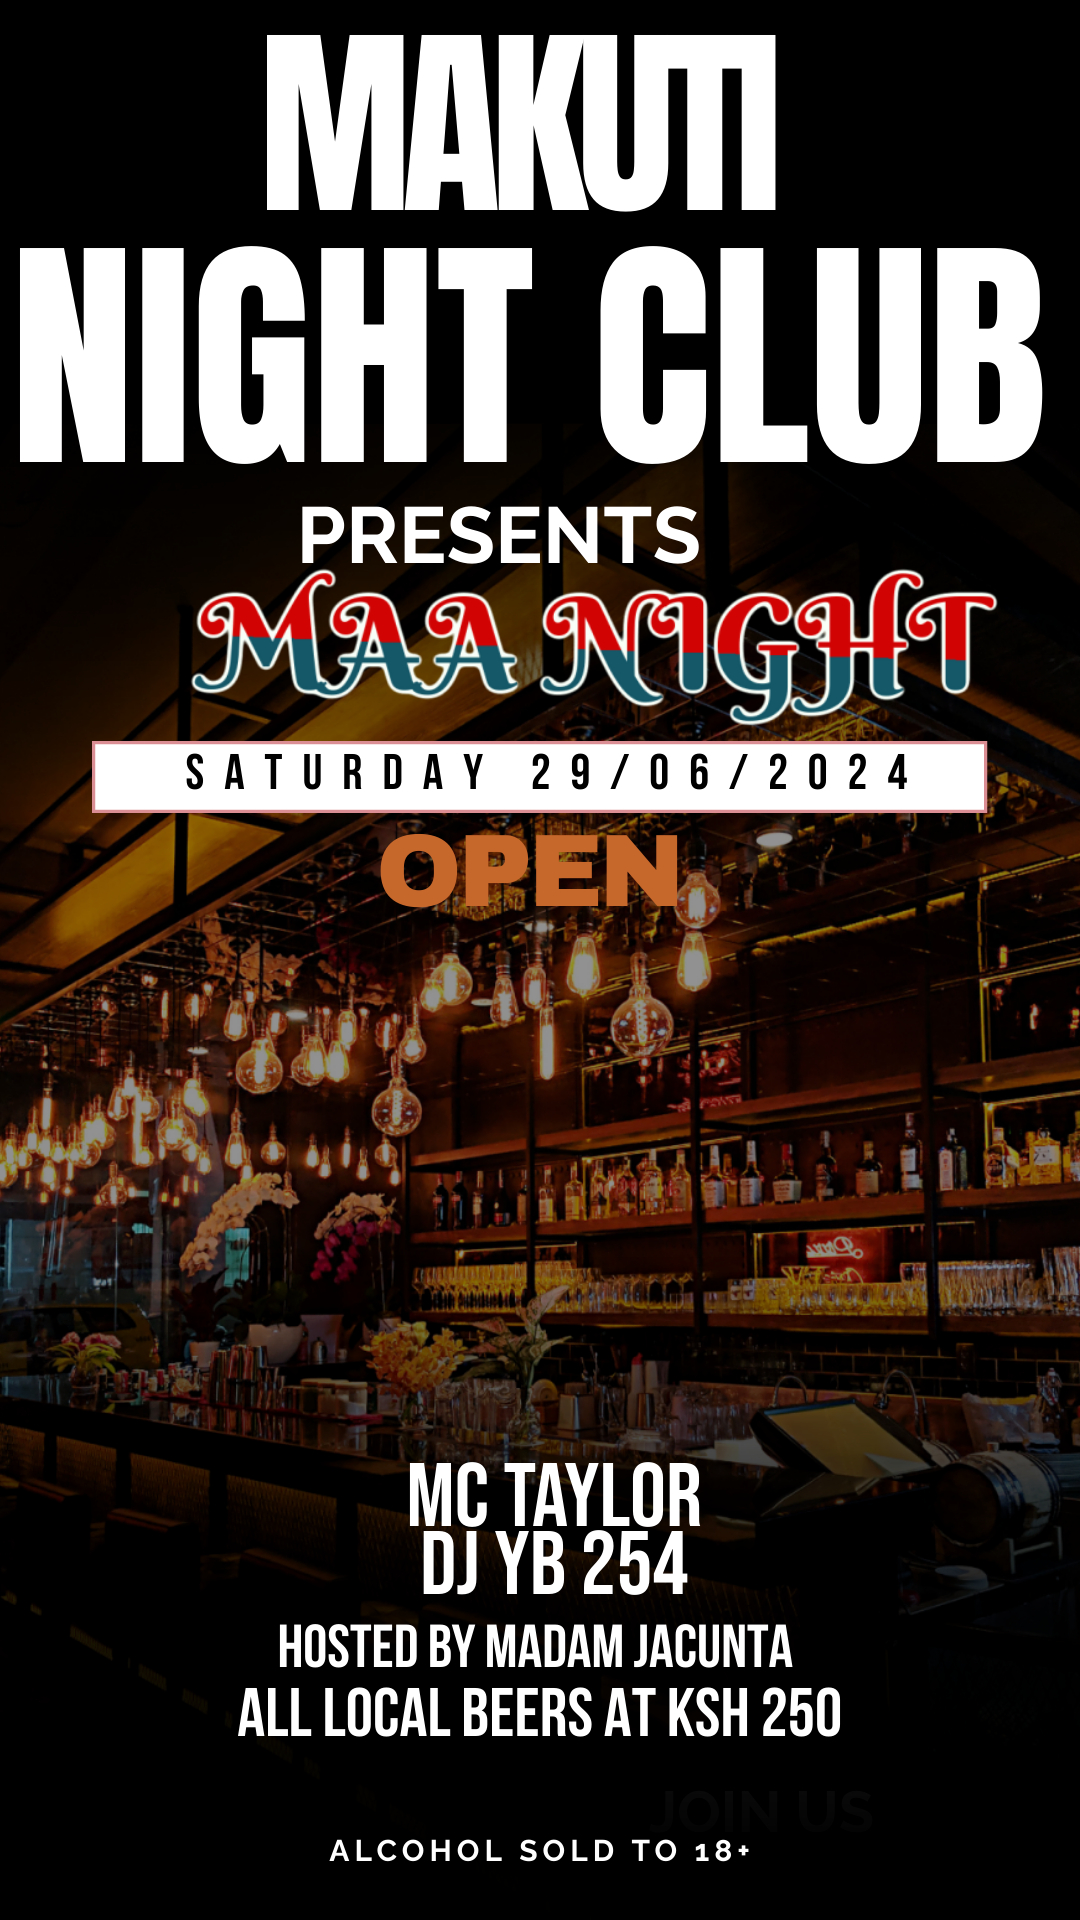 MAKUTI
NIGHT CLUB
PRESENTS
MAA NIGHT
SATURDAY 29/06/2024
OPEN
MC TAYLOR
DJ YB 254
HOSTED BY MADAM JACUNTA
ALL LOCAL BEERS AT KSH 250
JOIN US
ALCOHOL SOLD TO 18+